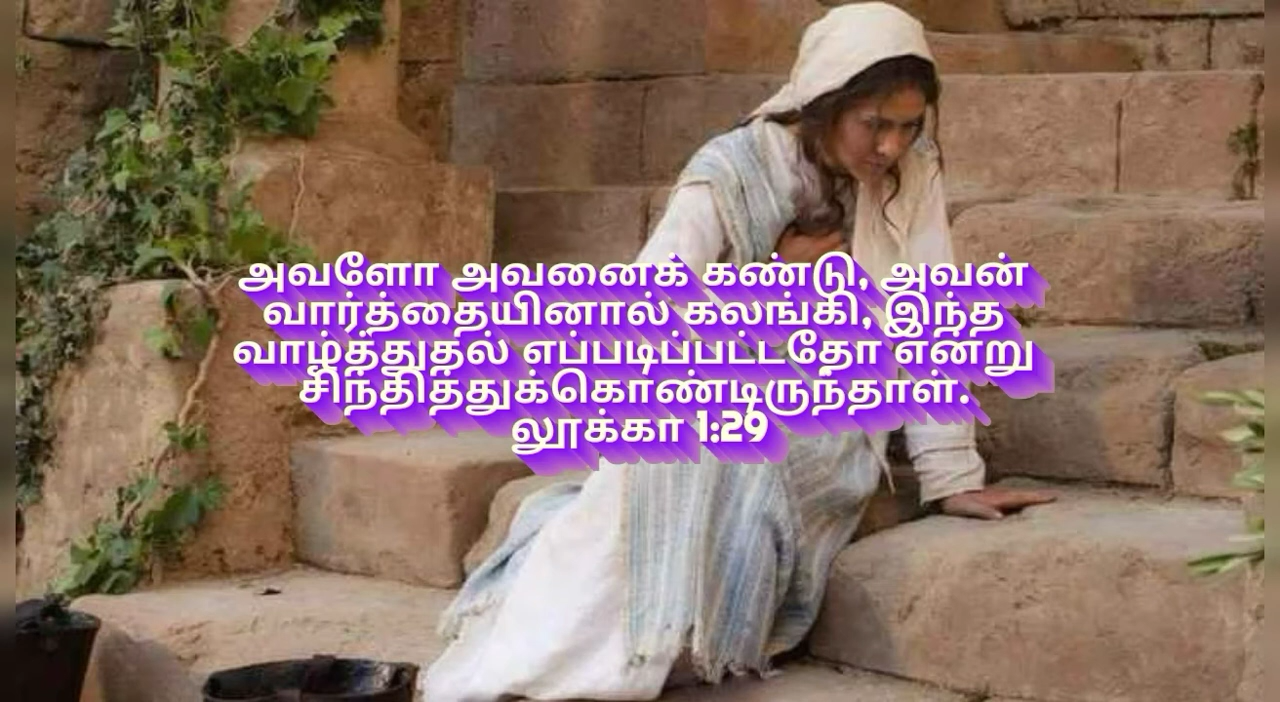 அவளோ அவனைக் கண்டு, அவன்
வார்த்தையினால் கலங்கி, இந்த
வாழ்த்துதல் எப்படிப்பட்டதோ என்று
சிந்தித்துக்கொண்டிருந்தாள்.
லூக்கா 1:29